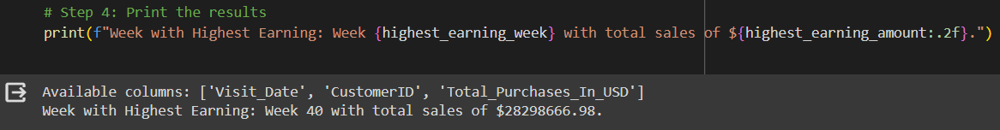 # Step 4: Print the results
print(f"Week with Highest Earning: Week {highest_earning_week} with total sales of ${highest_earning_amount:.2f}.")
Available columns: ['Visit_Date', 'CustomerID', 'Total_Purchases_In_USD']
Week with Highest Earning: Week 40 with total sales of $28298666.98.